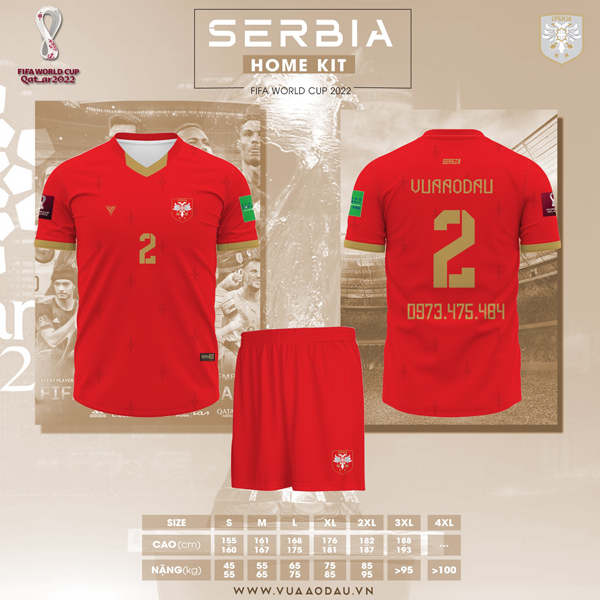 FIFA WORLD CUP
Qatar2022
SERBIA
HOME KIT
FIFA WORLD CUP 2022
СРБИЈА
2
VUAAODAU
2
0973.475.484
FIF
SIZE S M L XL 2XL 3XL 4XL
CAO(cm) 155 161 168 176 182 188 ...
160 167 175 181 187 193
NẶNG(kg) 45 55 65 75 85 >95 >100
55 65 75 85 95
WWW.VUAAODAU.VN